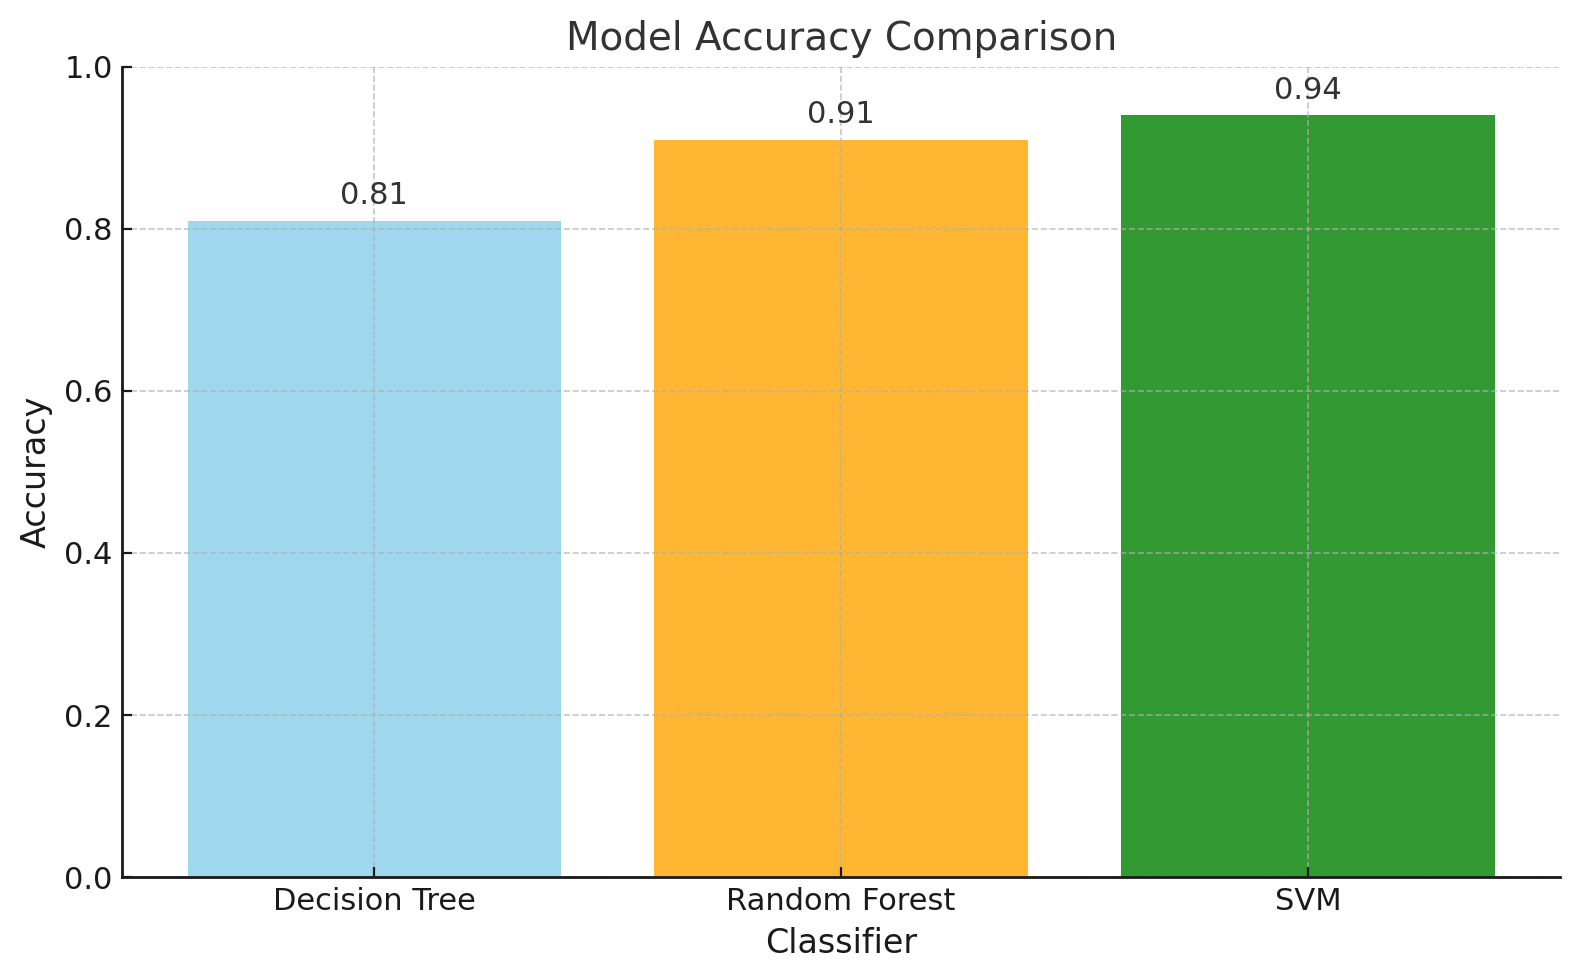 Model Accuracy Comparison
1.0
0.94
0.91
0.81
0.8
0.6
0.4
0.2
0.0
Accuracy
Decision Tree
Random Forest
SVM
Classifier